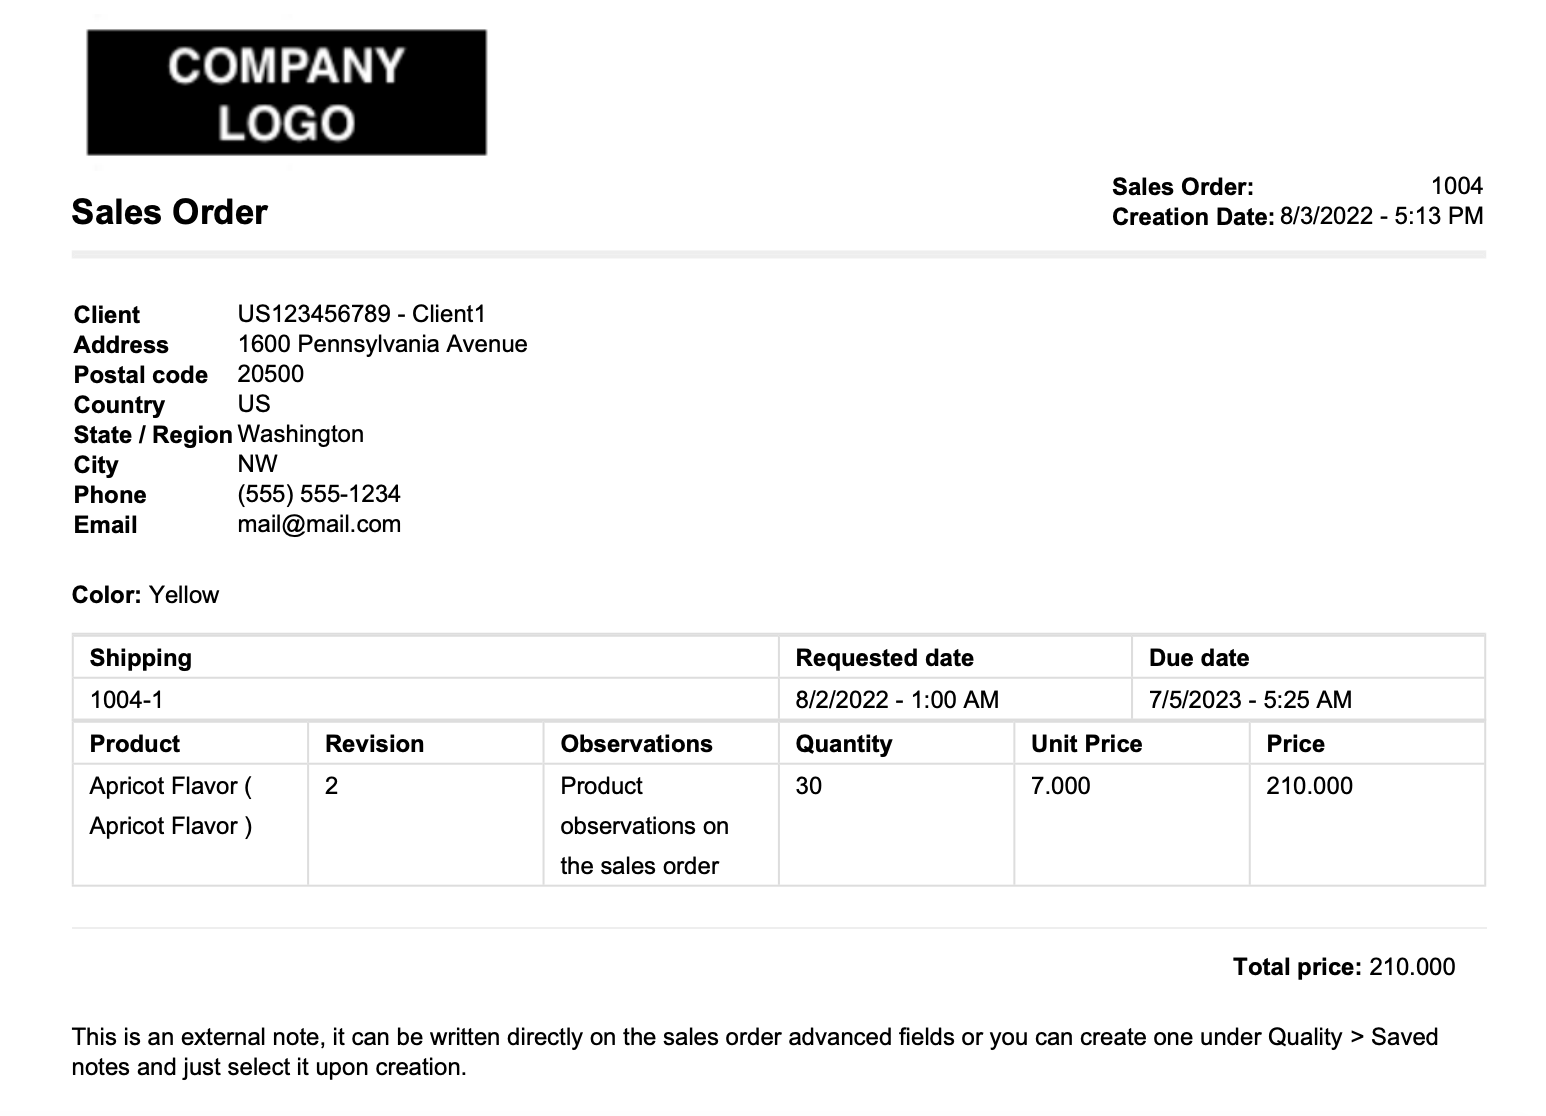 COMPANY
LOGO
Sales Order
Sales Order: 1004
Creation Date: 8/3/2022 - 5:13 PM
Client US123456789 - Client1
Address 1600 Pennsylvania Avenue
Postal code 20500
Country US
State / Region Washington
City NW
Phone (555) 555-1234
Email mail@mail.com
Color: Yellow
Shipping Requested date Due date
1004-1 8/2/2022 - 1:00 AM 7/5/2023 - 5:25 AM
Product Revision Observations Quantity Unit Price Price
Apricot Flavor ( 2 Product 30 7.000 210.000
Apricot Flavor ) observations on
the sales order
Total price: 210.000
This is an external note, it can be written directly on the sales order advanced fields or you can create one under Quality > Saved
notes and just select it upon creation.